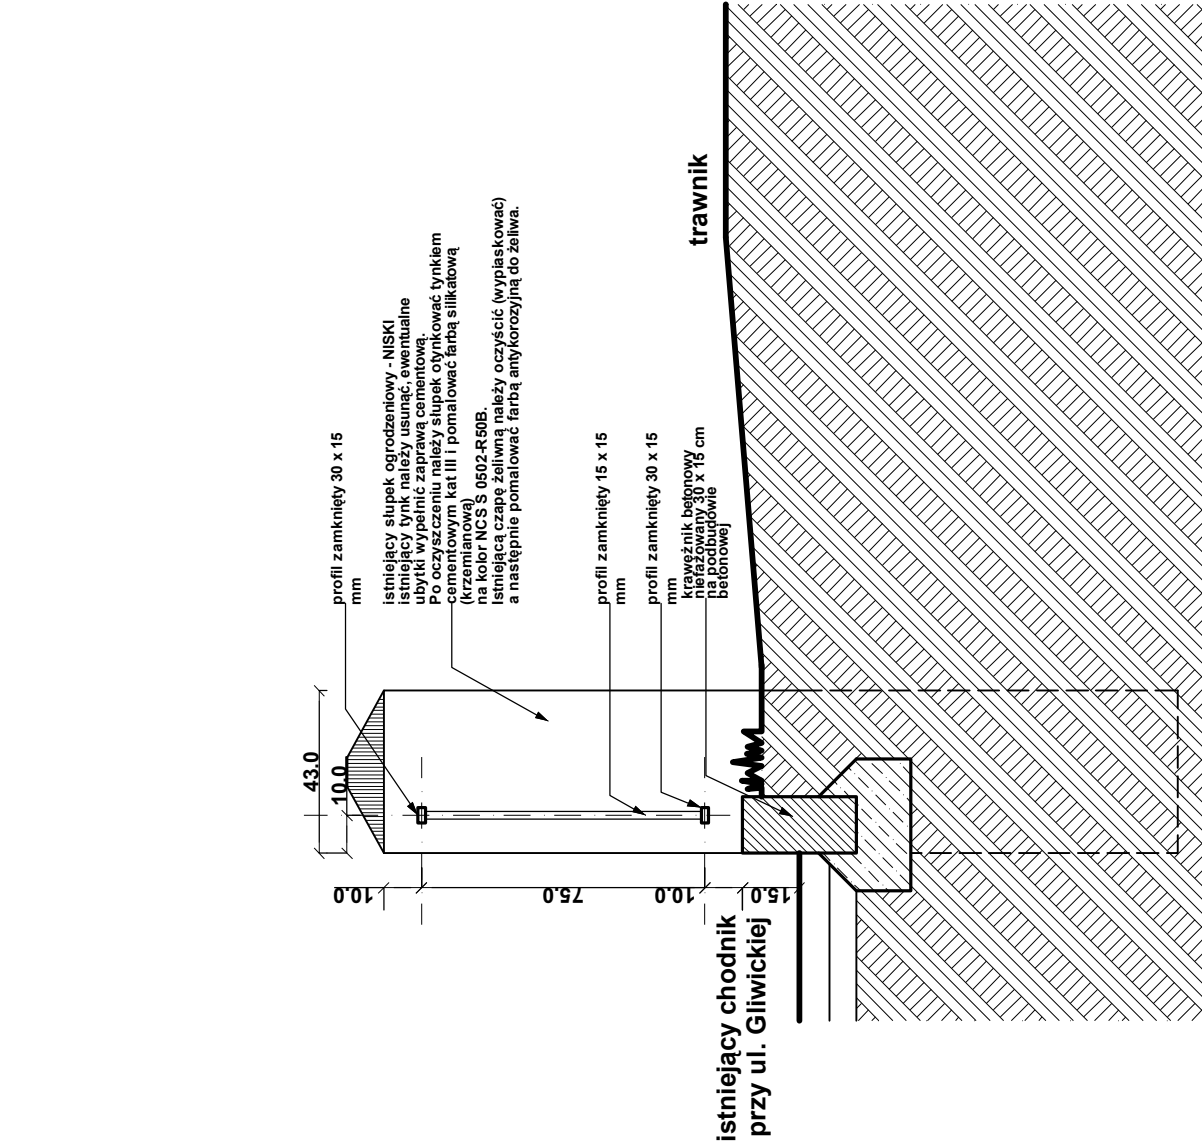 43.0
10.0
profil zamknięty 30 x 15
mm
istniejący słupek ogrodzeniowy - NISKI
istniejący tynk należy usunąć, ewentualne
ubytki wypełnić zaprawą cementową.
Po oczyszczeniu należy słupek otynkować tynkiem
cementowym kat III i pomalować farbą silikatową
(krzemianową)
na kolor NCS S 0502-R50B.
Istniejącą czapę żeliwną należy oczyścić (wypiaskować)
a następnie pomalować farbą antykorozyjną do żeliwa.
profil zamknięty 15 x 15
mm
profil zamknięty 30 x 15
mm
krawężnik betonowy
niefazowany 30 x 15 cm
na podbudowie
betonowej
trawnik
10.0
75.0
10.0
15.0
istniejący chodnik
przy ul. Gliwickiej